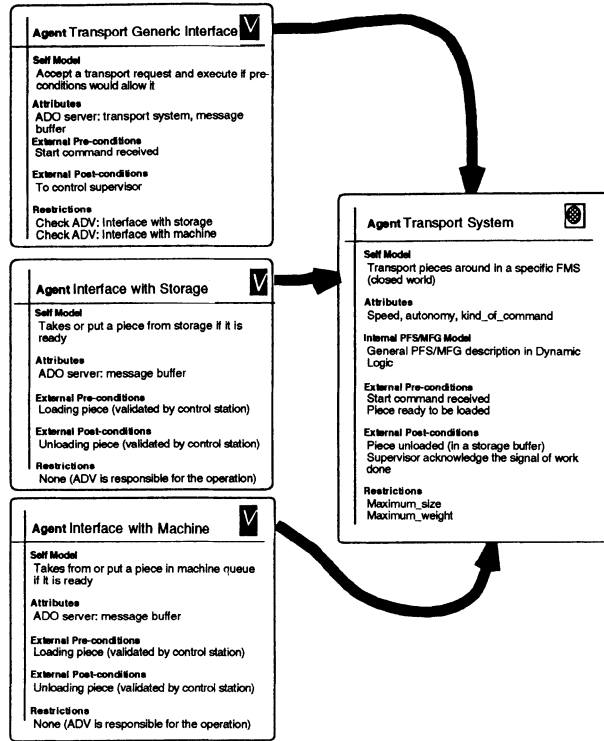 Agent Transport Generic Interface V
Self Model
Accept a transport request and execute if pre-
conditions would allow it
Attributes
ADO server: transport system, message
buffer
External Pre-conditions
Start command received
External Post-conditions
To control supervisor
Restrictions
Check ADV: Interface with storage
Check ADV: Interface with machine
Agent Interface with Storage V
Self Model
Takes or put a piece from storage if it is
ready
Attributes
ADO server: message buffer
External Pre-conditions
Loading piece (validated by control station)
External Post-conditions
Unloading piece (validated by control station)
Restrictions
None (ADV is responsible for the operation)
Agent Interface with Machine V
Self Model
Takes from or put a piece in machine queue
if it is ready
Attributes
ADO server: message buffer
External Pre-conditions
Loading piece (validated by control station)
External Post-conditions
Unloading piece (validated by control station)
Restrictions
None (ADV is responsible for the operation)
Agent Transport System
Self Model
Transport pieces around in a specific FMS
(closed world)
Attributes
Speed, autonomy, kind_of_command
Internal PFS/MFG Model
General PFS/MFG description in Dynamic
Logic
External Pre-conditions
Start command received
Piece ready to be loaded
External Post-conditions
Piece unloaded (in a storage buffer)
Supervisor acknowledge the signal of work
done
Restrictions
Maximum_size
Maximum_weight